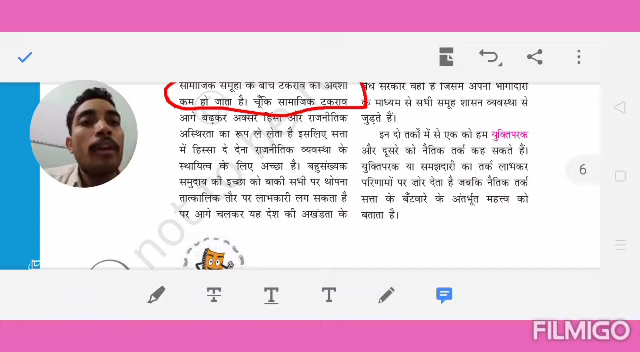 सामाजिक समूहों के बीच टकराव का अंदेशा
कम हो जाता है। चूँकि सामाजिक टकराव
आगे बढ़कर अक्सर हिंसा और राजनीतिक
अस्थिरता का रूप ले लेता है इसलिए सत्ता
में हिस्सा दे देना राजनीतिक व्यवस्था के
स्थायित्व के लिए अच्छा है। बहुसंख्यक
समुदाय की इच्छा को बाकी सभी पर थोपना
तात्कालिक तौर पर लाभकारी लग सकता है
पर आगे चलकर यह देश की अखंडता के
वैध सरकार वही है जिसमें अपनी भागीदारी
के माध्यम से सभी समूह शासन व्यवस्था से
जुड़ते हैं।
इन दो तर्कों में से एक को हम युक्तिपरक
और दूसरे को नैतिक तर्क कह सकते हैं।
युक्तिपरक या समझदारी का तर्क लाभकर
परिणामों पर ज़ोर देता है जबकि नैतिक तर्क
सत्ता के बँटवारे के अंतर्भूत महत्त्व को
बताता है।
6
not
FILMIGO